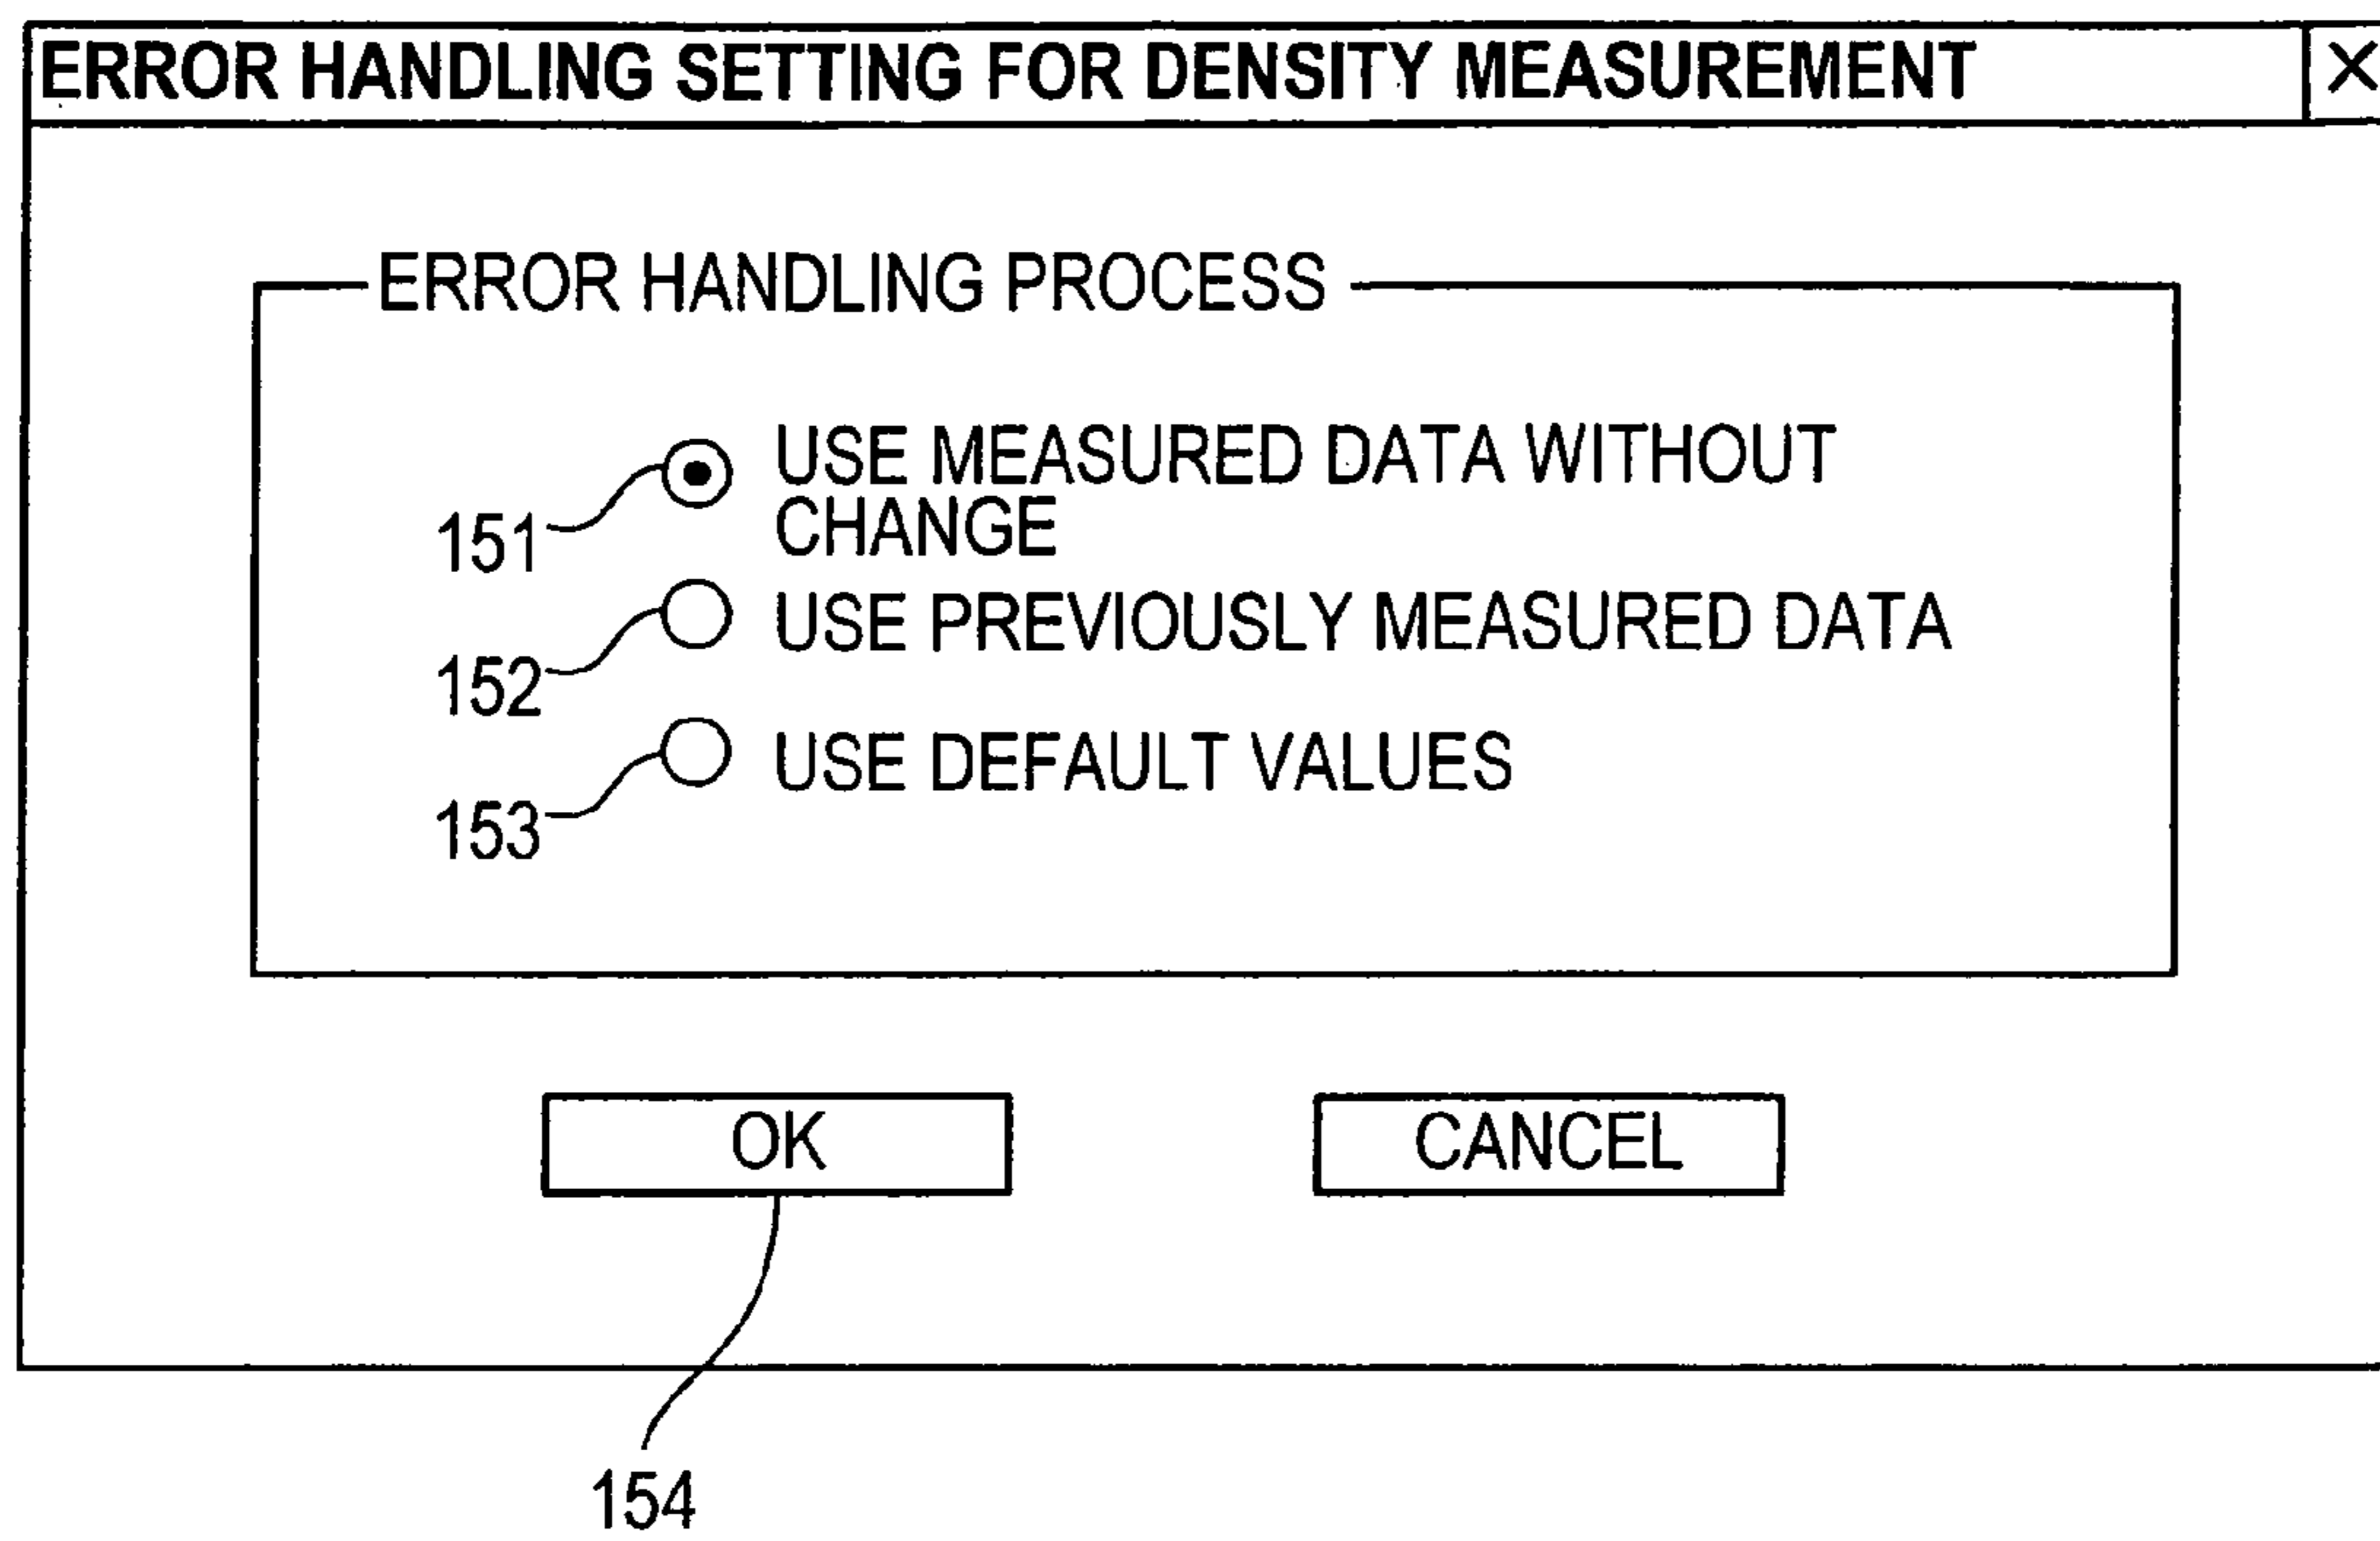 ERROR HANDLING SETTING FOR DENSITY MEASUREMENT X
ERROR HANDLING PROCESS
USE MEASURED DATA WITHOUT
CHANGE
151
USE PREVIOUSLY MEASURED DATA
152
USE DEFAULT VALUES
153
OK
CANCEL
154